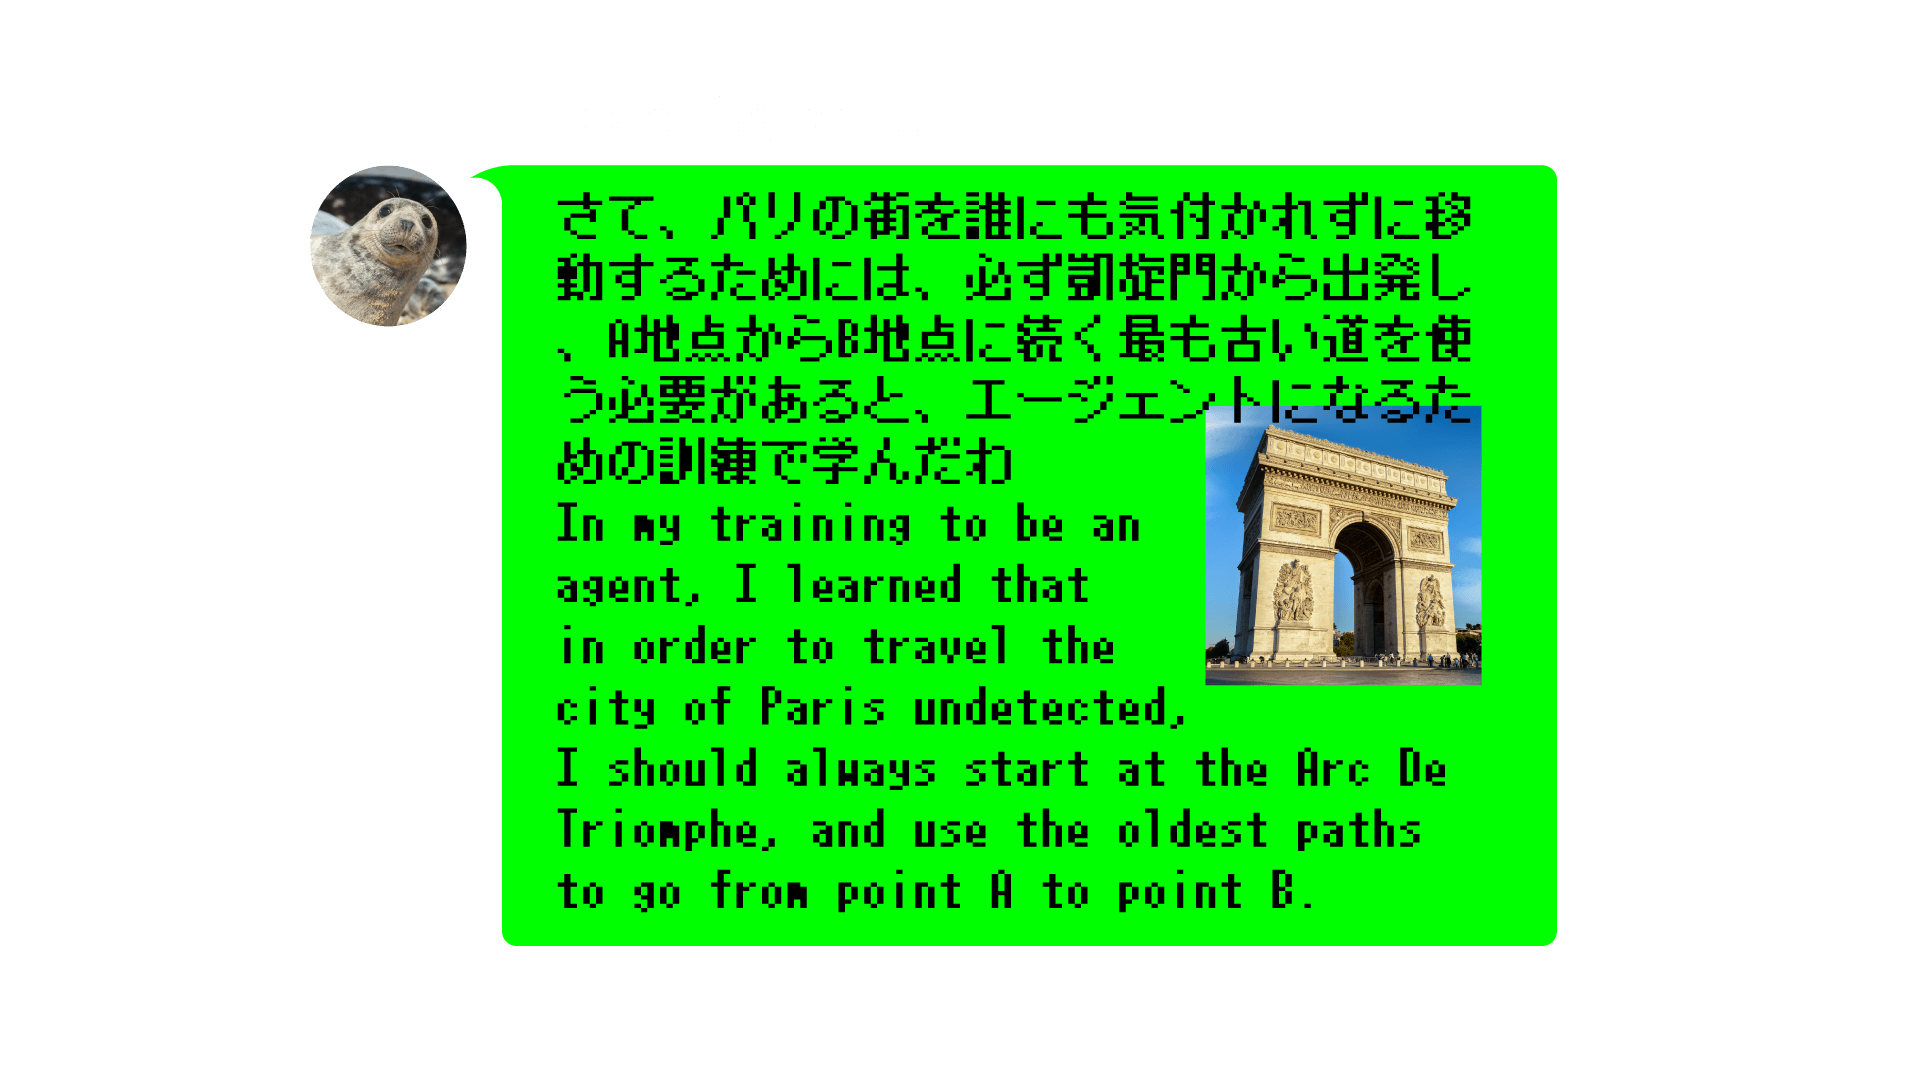 さて、パリの街を誰にも気付かれずに移
動するためには、必ず凱旋門から出発し
、A地点からB地点に続く最も古い道を使
う必要があると、エージェントになるた
めの訓練で学んだわ
In my training to be an
agent, I learned that
in order to travel the
city of Paris undetected,
I should always start at the Arc De
Triomphe, and use the oldest paths
to go from point A to point B.